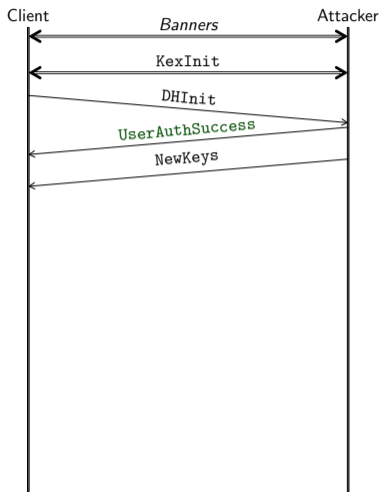 Client Attacker
Banners
KexInit
DHInit
UserAuthSuccess
NewKeys